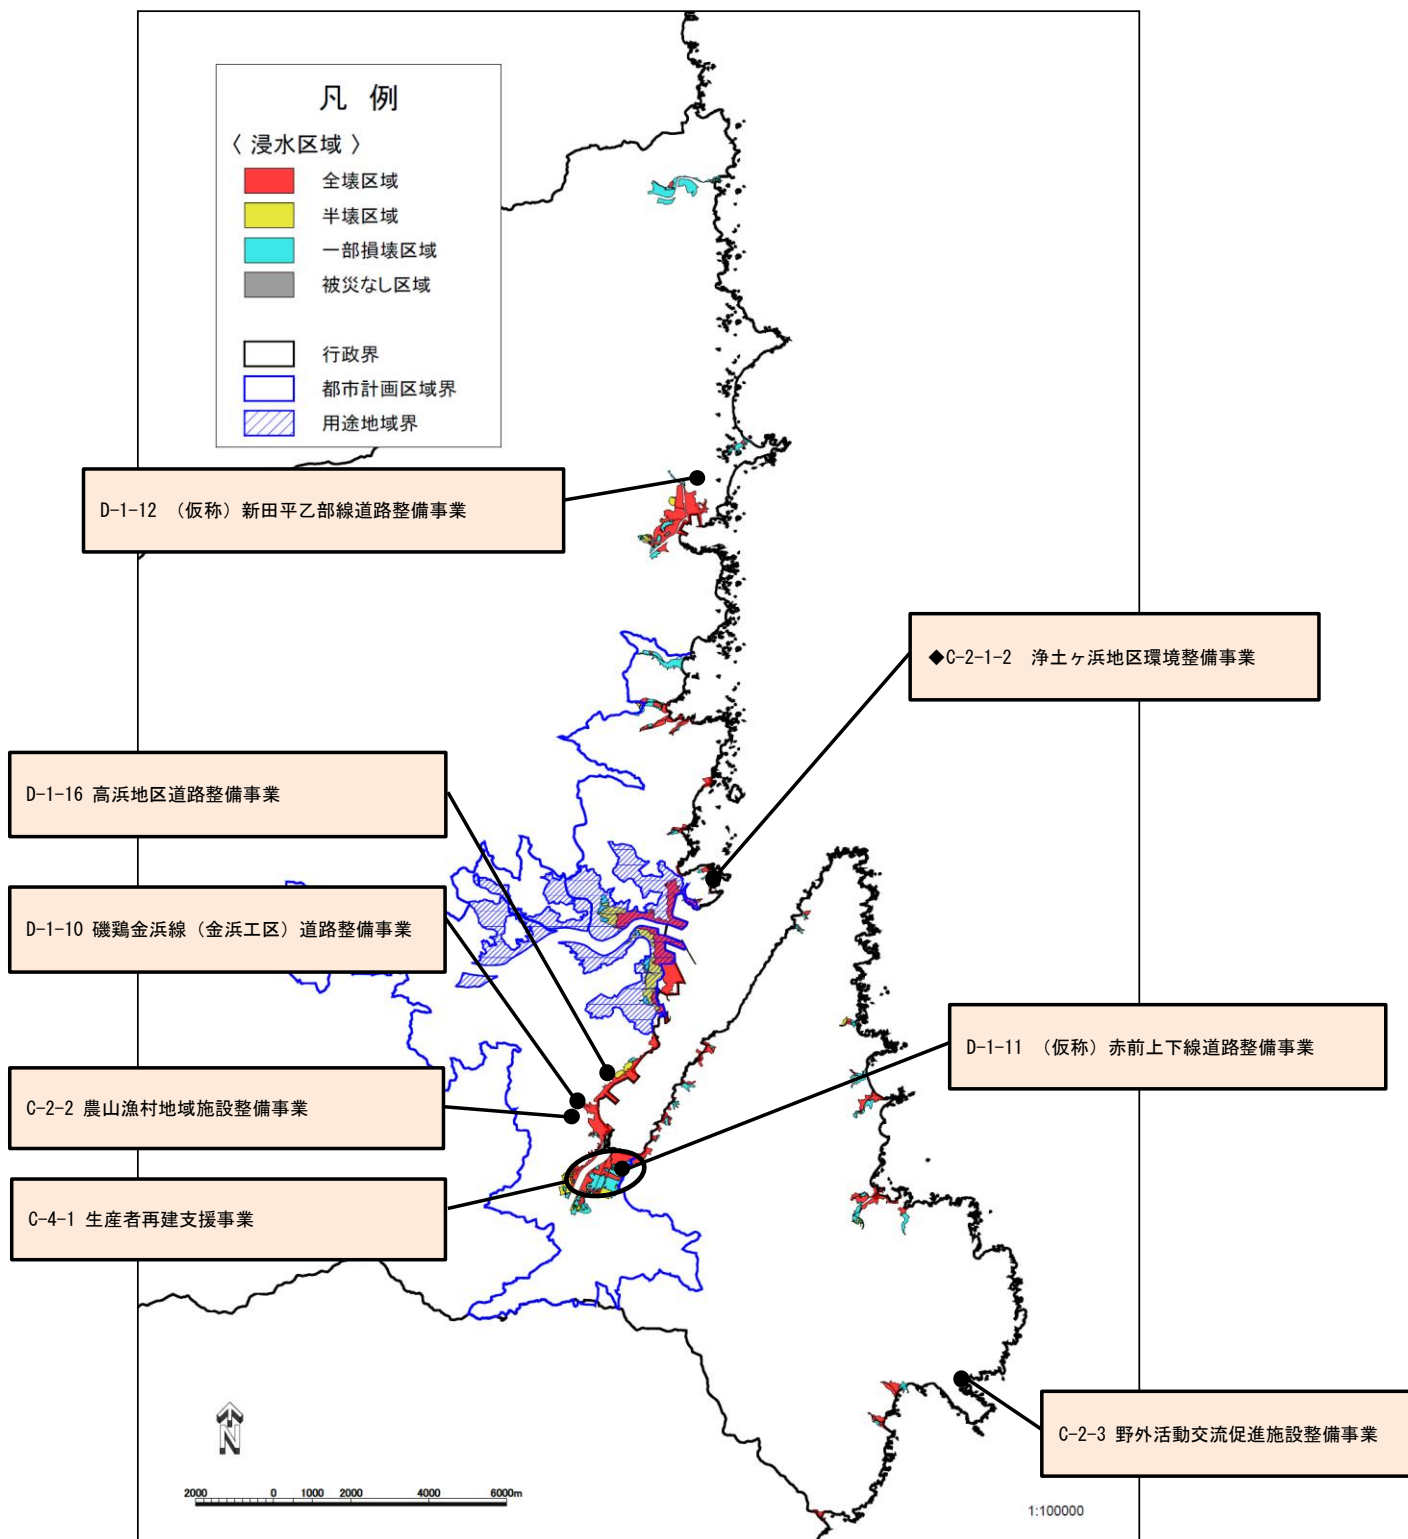 凡 例
〈 浸水区域 〉
全壊区域
半壊区域
一部損壊区域
被災なし区域
行政界
都市計画区域界
用途地域界
D-1-12 （仮称）新田平乙部線道路整備事業
◆C-2-1-2 浄土ヶ浜地区環境整備事業
D-1-16 高浜地区道路整備事業
D-1-10 磯鶏金浜線（金浜工区）道路整備事業
D-1-11 （仮称）赤前上下線道路整備事業
C-2-2 農山漁村地域施設整備事業
C-4-1 生産者再建支援事業
C-2-3 野外活動交流促進施設整備事業
N
2000 0 1000 2000 4000 6000m
1:100000